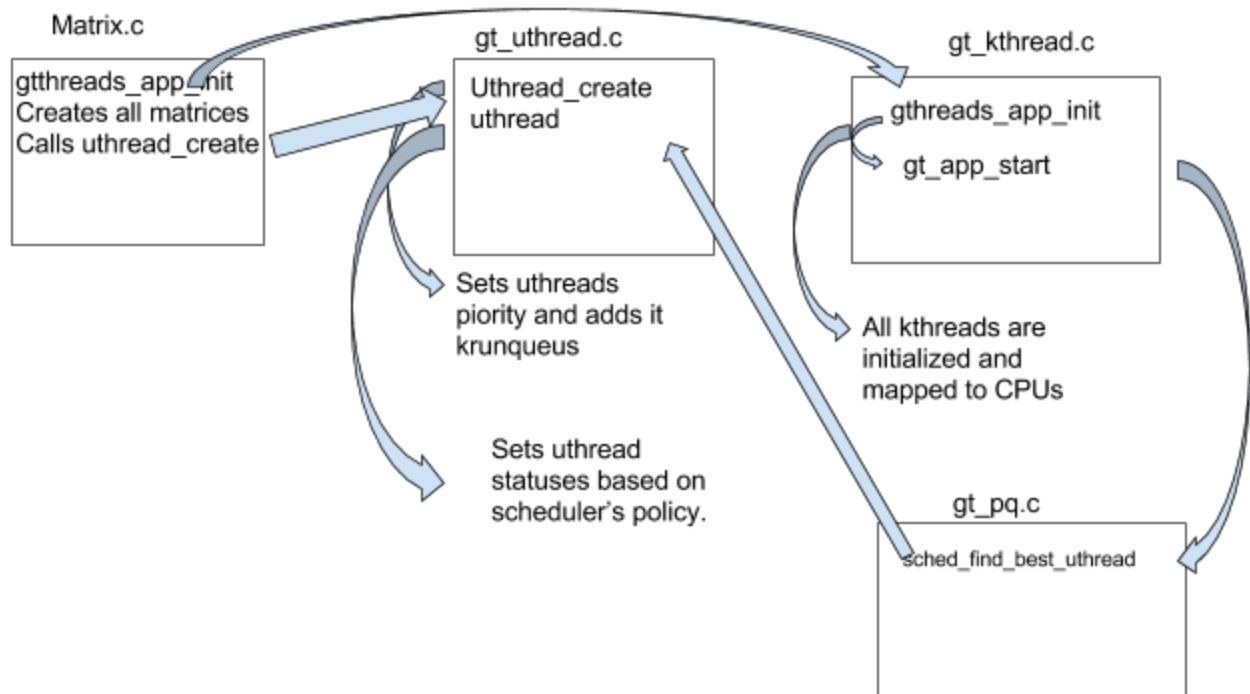 Matrix.c
gtthreads_app_init
Creates all matrices
Calls uthread_create
gt_uthread.c
Uthread_create
uthread
Sets uthreads
piority and adds it
krunqueus
Sets uthread
statuses based on
scheduler's policy.
gt_kthread.c
gthreads_app_init
gt_app_start
All kthreads are
initialized and
mapped to CPUs
gt_pq.c
sched_find_best_uthread